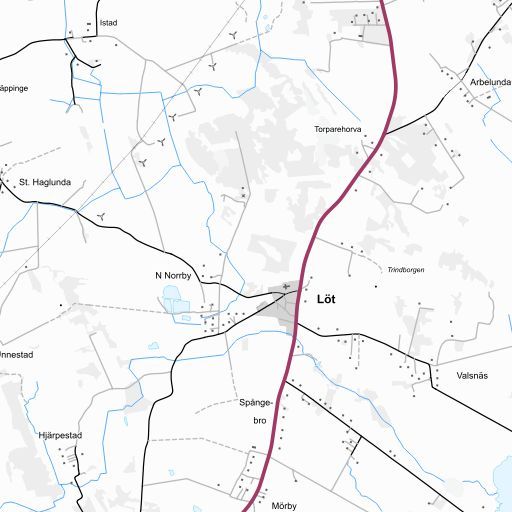 Istad
äppinge
Arbelunda
Torparehorva
St. Haglunda
N Norrby
Trindborgen
Löt
Unnestad
Valsnäs
Spånge-
bro
Hjärpestad
Mörby